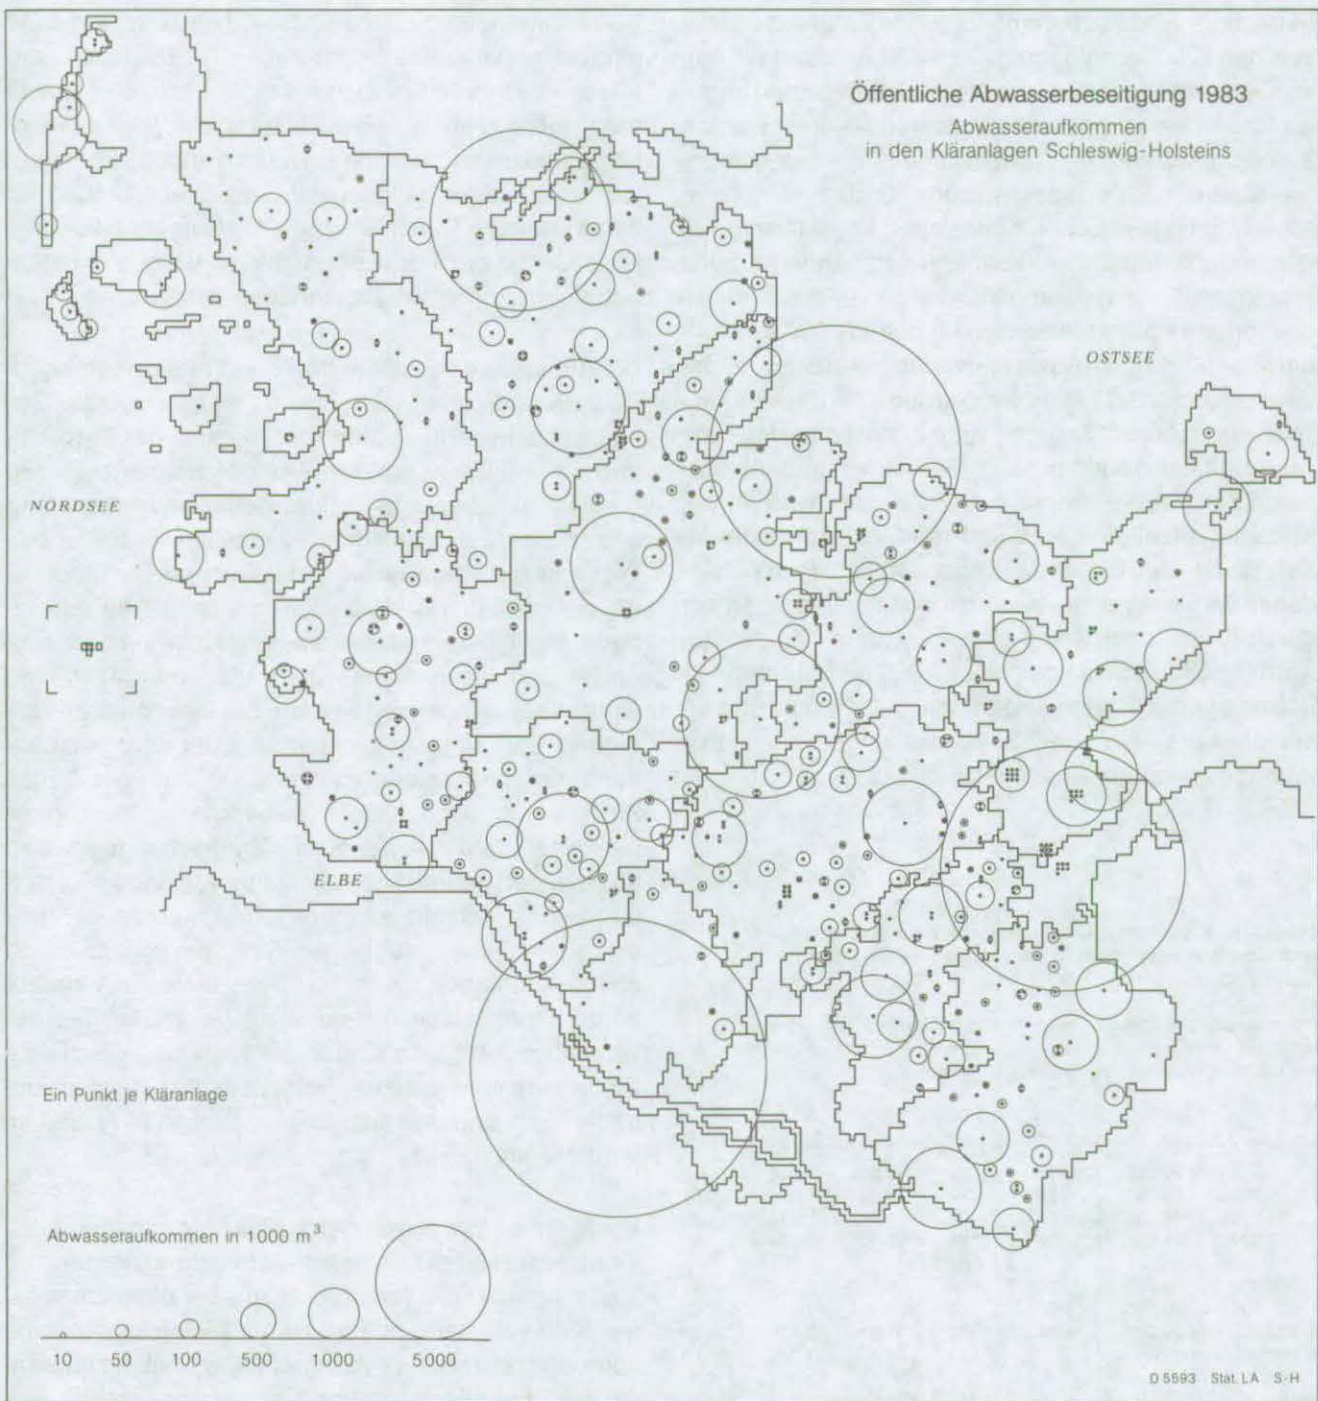 Öffentliche Abwasserbeseitigung 1983
Abwasseraufkommen
in den Kläranlagen Schleswig-Holsteins
OSTSEE
NORDSEE
ELBE
Ein Punkt je Kläranlage
Abwasseraufkommen in 1000 m³
10 50 100 500 1000 5000
D 5593 Stat. LA S-H